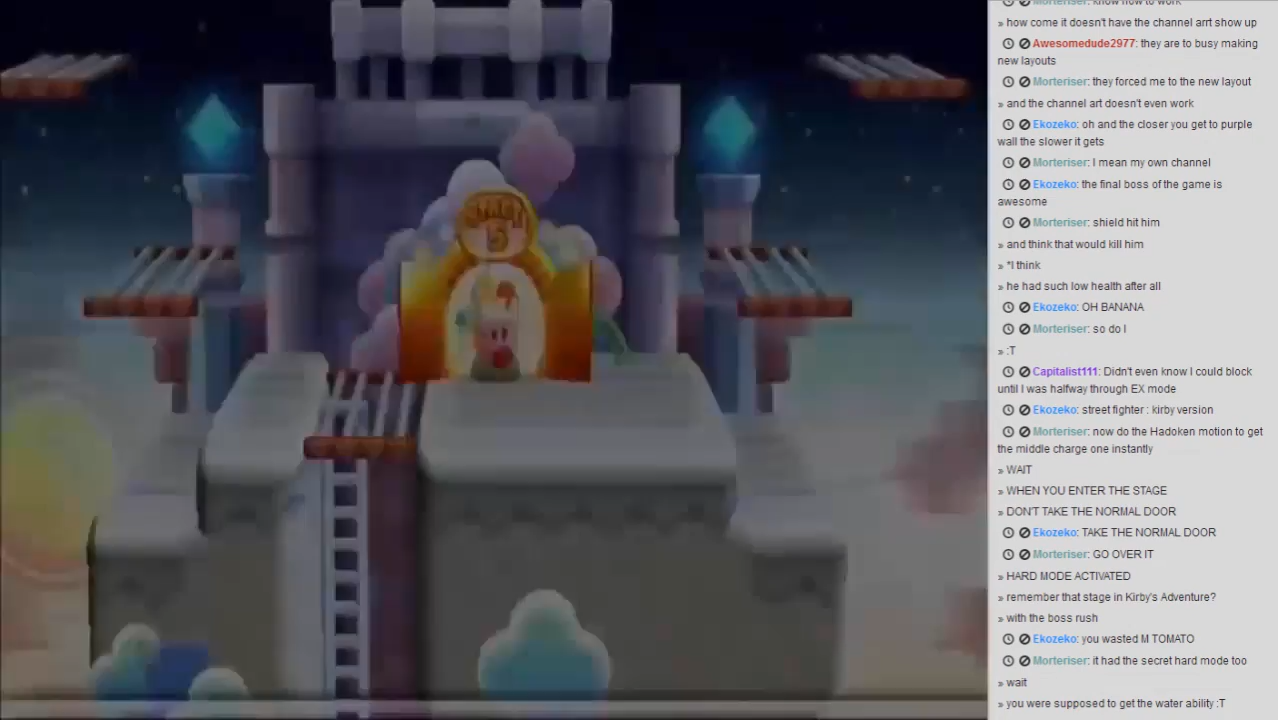 START!
Morteriser: know how to work
» how come it doesn't have the channel arrt show up
Awesomedude2977: they are to busy making
new layouts
Morteriser: they forced me to the new layout
» and the channel art doesn't even work
Ekozeko: oh and the closer you get to purple
wall the slower it gets
Morteriser: I mean my own channel
Ekozeko: the final boss of the game is
awesome
Morteriser: shield hit him
» and think that would kill him
» *I think
» he had such low health after all
Ekozeko: OH BANANA
Morteriser: so do I
» :T
Capitalist111: Didn't even know I could block
until I was halfway through EX mode
Ekozeko: street fighter : kirby version
Morteriser: now do the Hadoken motion to get
the middle charge one instantly
» WAIT
» WHEN YOU ENTER THE STAGE
» DON'T TAKE THE NORMAL DOOR
Ekozeko: TAKE THE NORMAL DOOR
Morteriser: GO OVER IT
» HARD MODE ACTIVATED
» remember that stage in Kirby's Adventure?
» with the boss rush
Ekozeko: you wasted M TOMATO
Morteriser: it had the secret hard mode too
» wait
» you were supposed to get the water ability :T